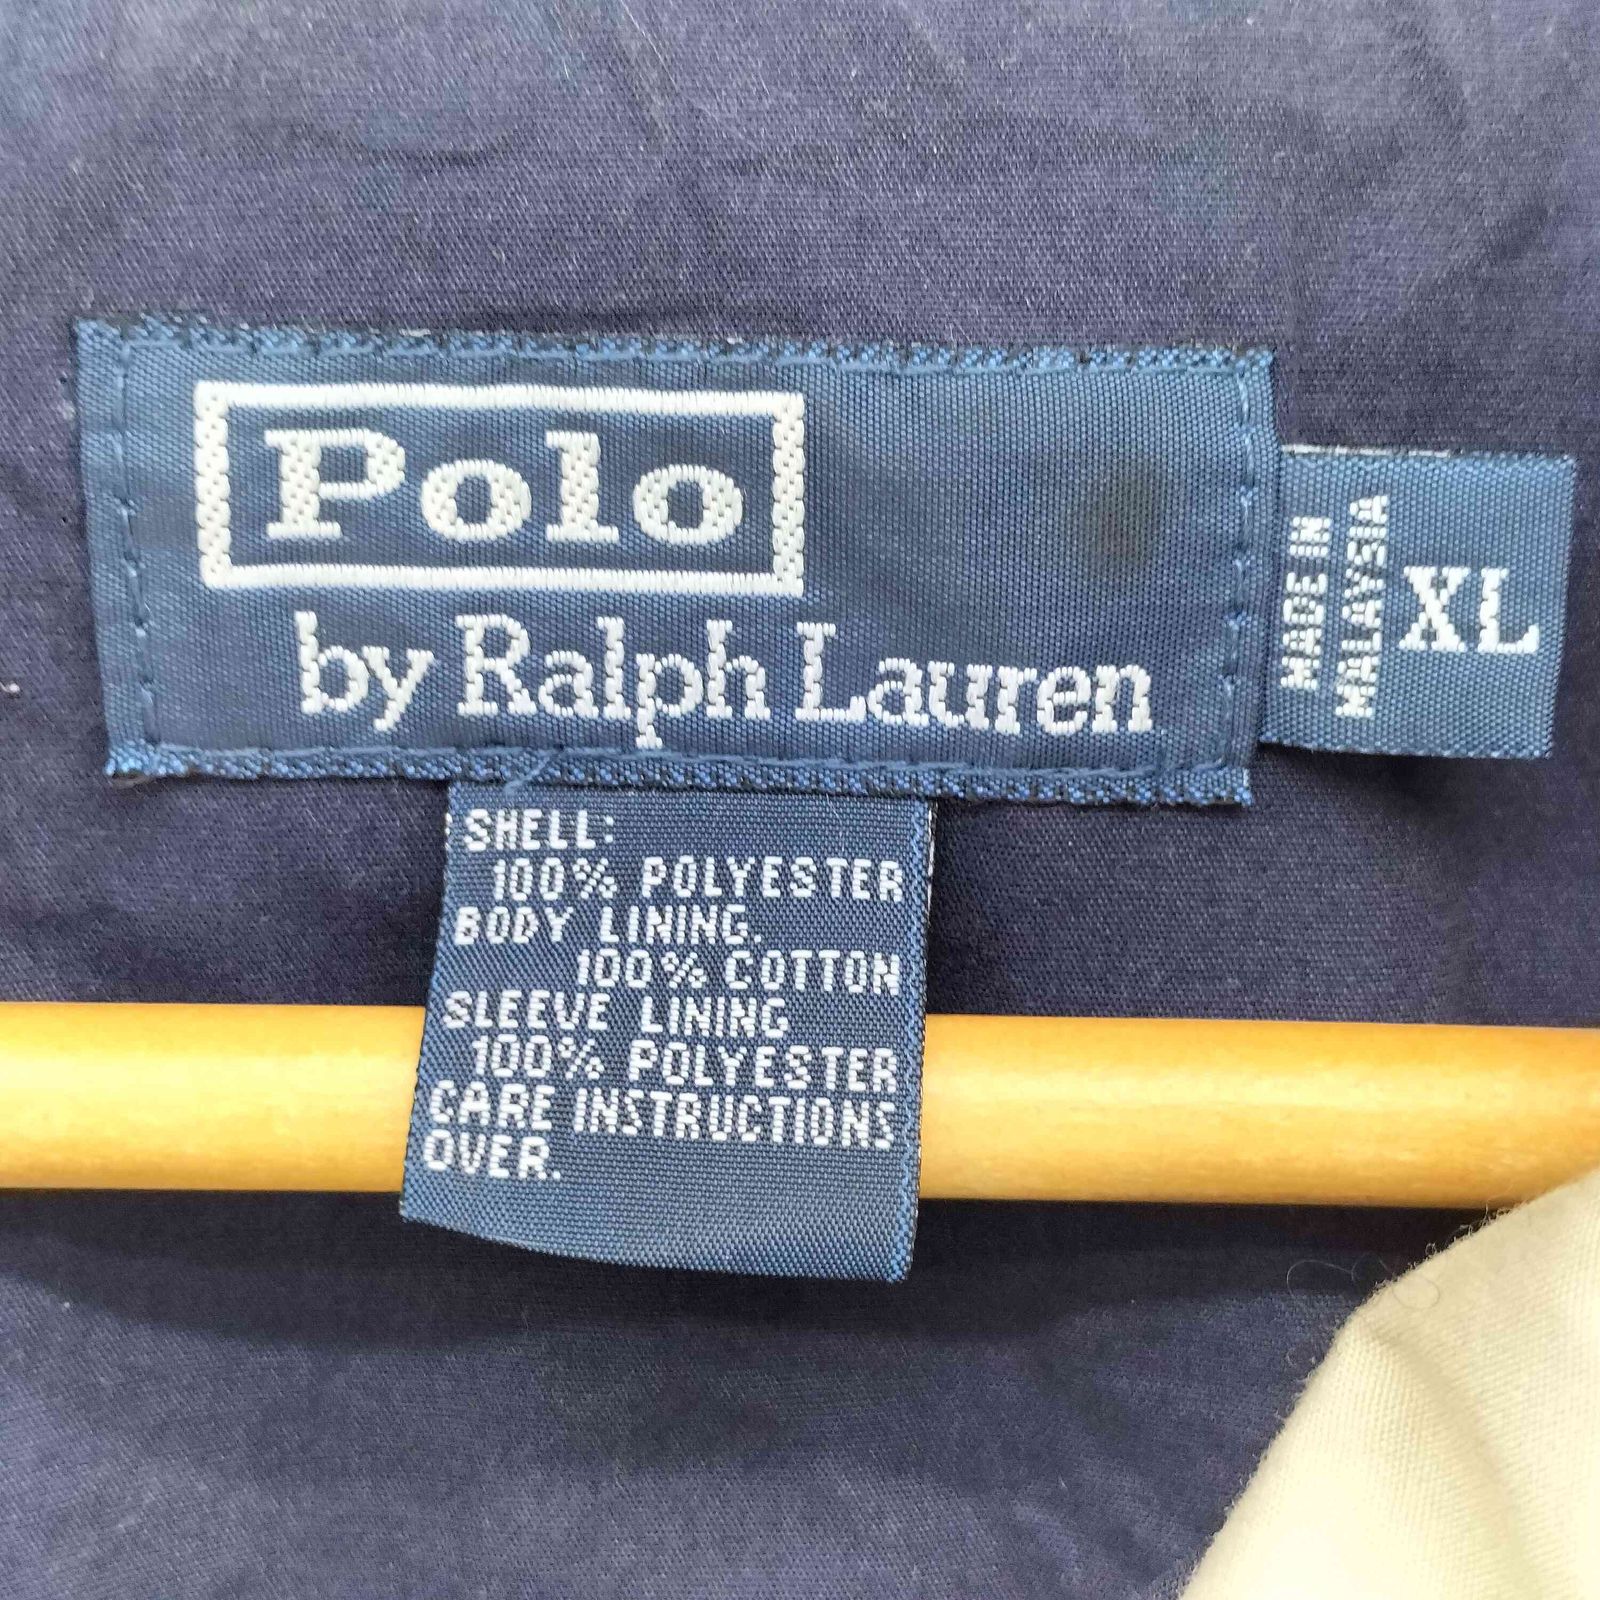 Polo
by Ralph Lauren
MADE IN
MALAYSIA
XL
SHELL:
100% POLYESTER
BODY LINING.
100% COTTON
SLEEVE LINING
100% POLYESTER
CARE INSTRUCTIONS
OVER.